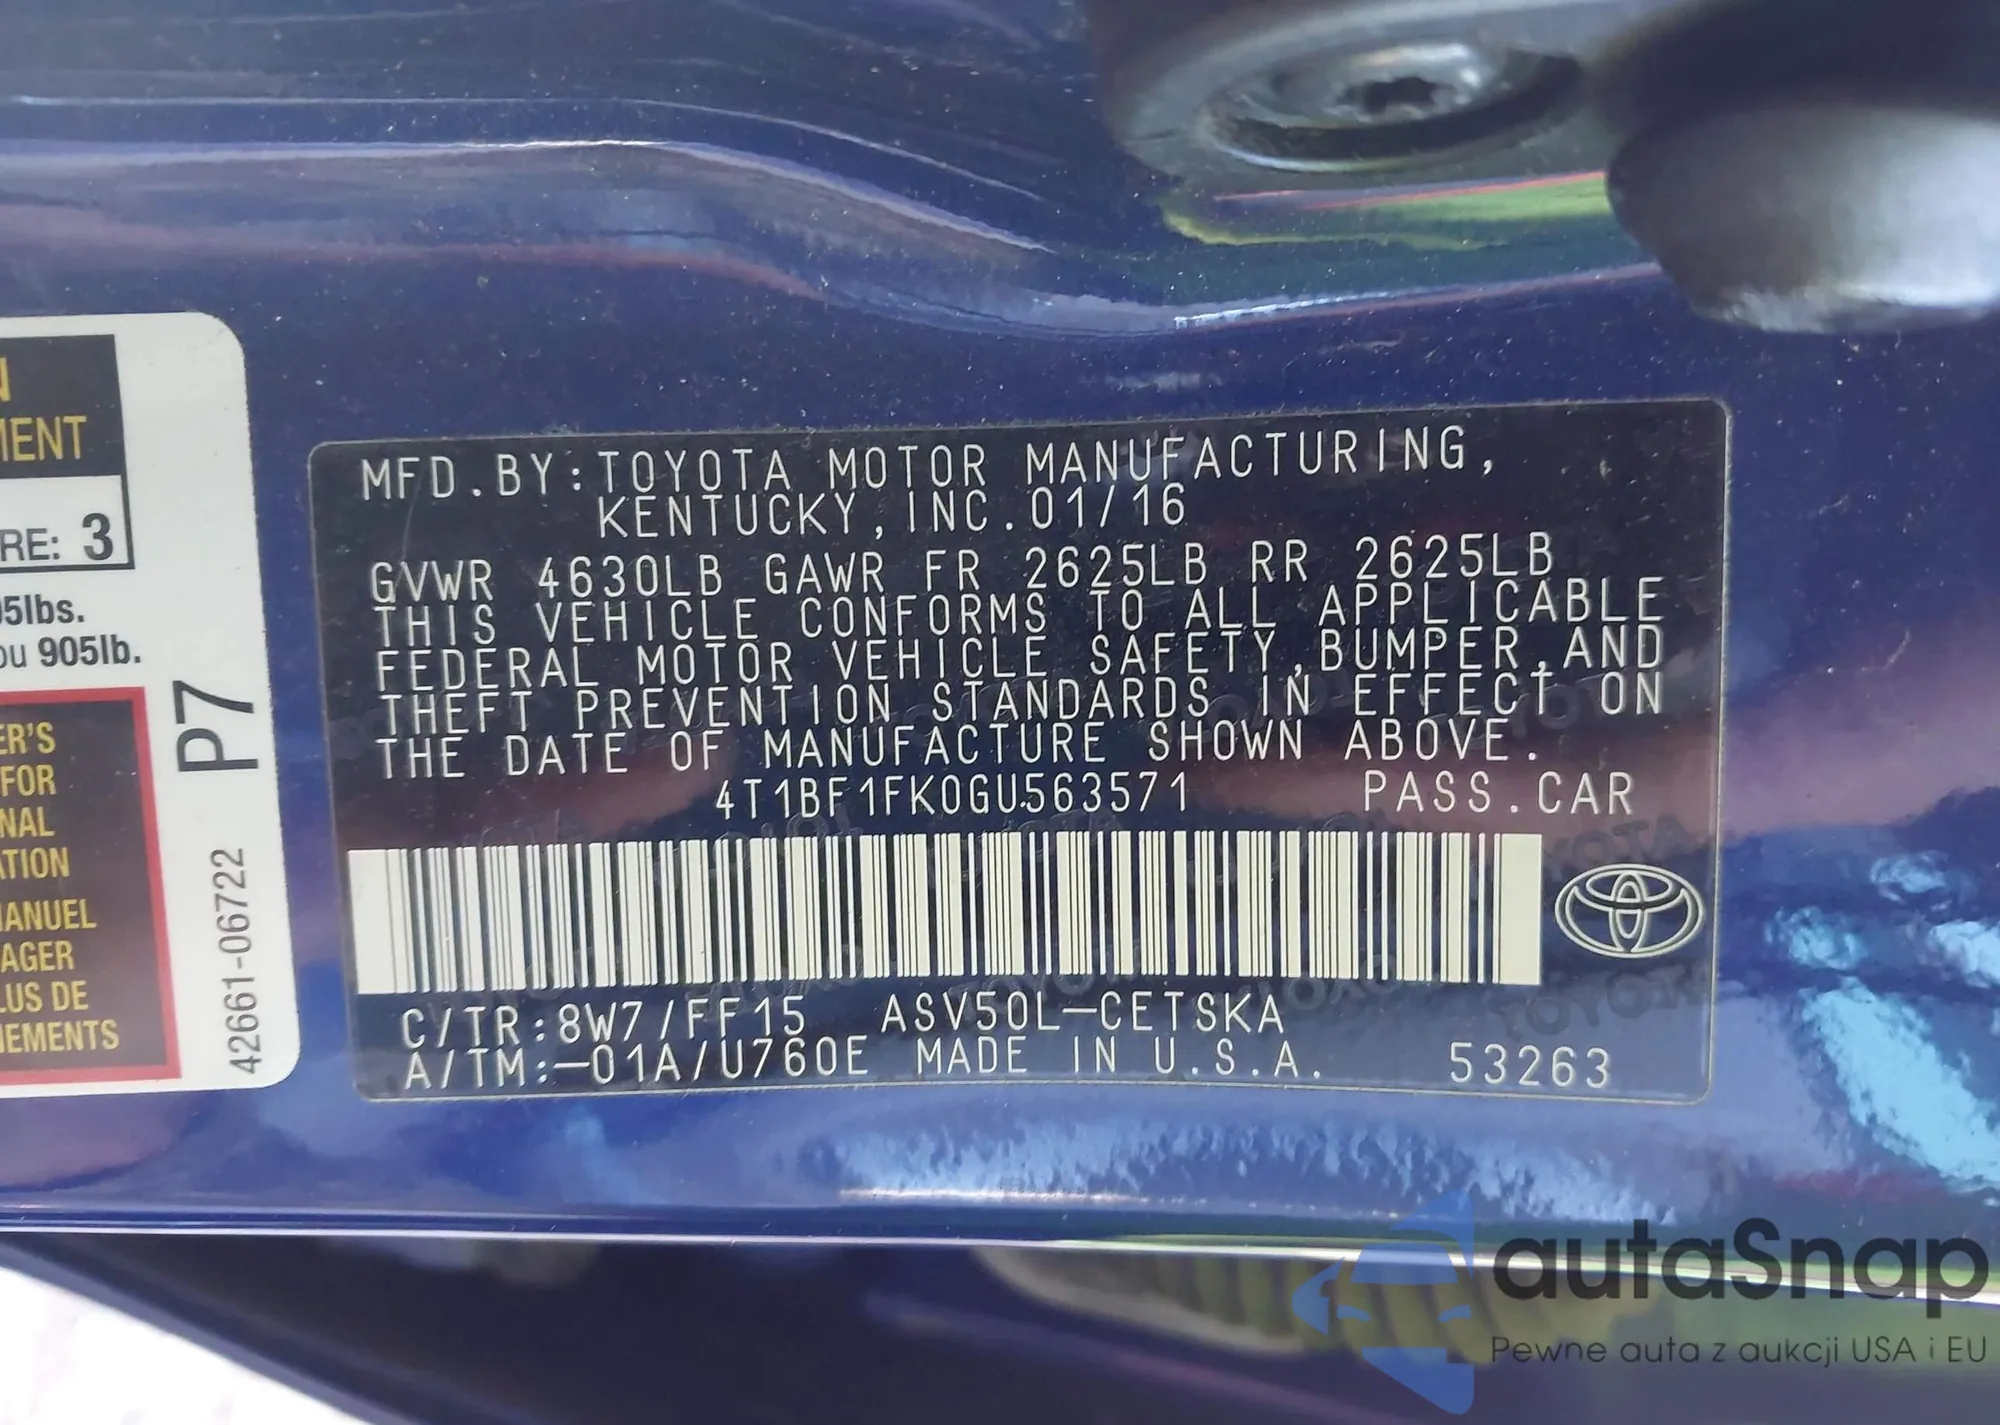 N
MENT
RE: 3
05lbs.
ou 905lb.
ER'S
FOR
NAL
ATION
MANUEL
AGER
LUS DE
NEMENTS
P7
42661-06722
MFD.BY:TOYOTA MOTOR MANUFACTURING,
KENTUCKY,INC.01/16
GVWR 4630LB GAWR FR 2625LB RR 2625LB
THIS VEHICLE CONFORMS TO ALL APPLICABLE
FEDERAL MOTOR VEHICLE SAFETY,BUMPER,AND
THEFT PREVENTION STANDARDS IN EFFECT ON
THE DATE OF MANUFACTURE SHOWN ABOVE.
4T1BF1FK0GU563571 PASS.CAR
C/TR:8W7/FF15 ASV50L-CETSKA
A/TM:-01A/U760E MADE IN U.S.A. 53263
autaSnap
Pewne auta z aukcji USA i EU